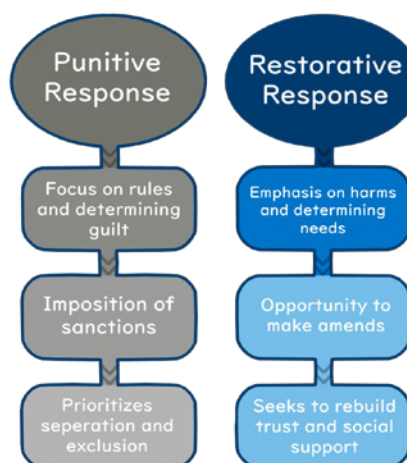 Punitive
Response
Focus on rules
and determining
guilt
Imposition of
sanctions
Prioritizes
seperation and
exclusion
Restorative
Response
Emphasis on harms
and determining
needs
Opportunity to
make amends
Seeks to rebuild
trust and social
support